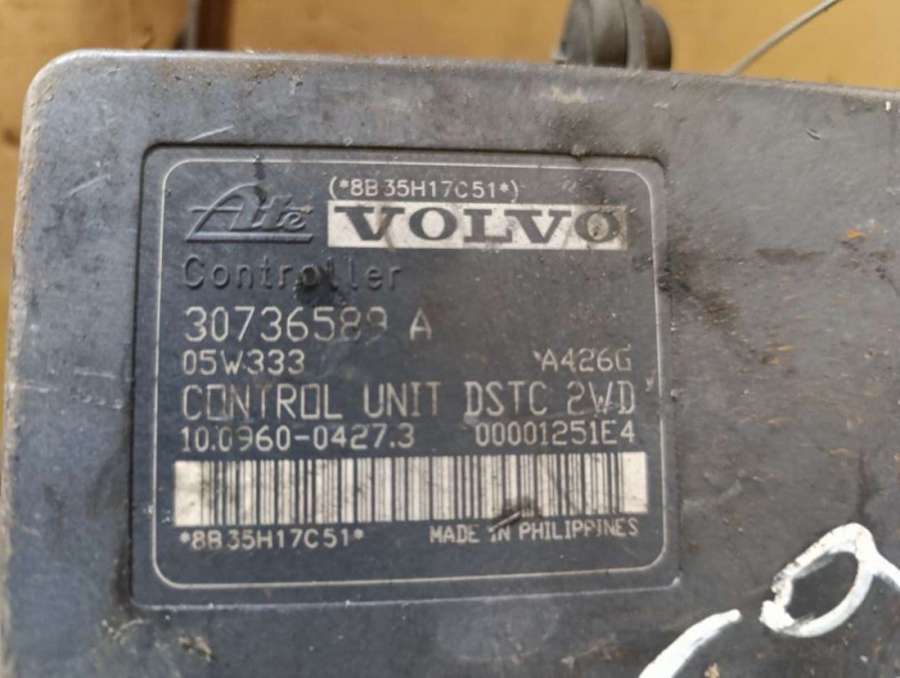 (*8B35H17C51*)
Ate VOLVO
Controller
30736589 A
05W333 A426G
CONTROL UNIT DSTC 2WD
10.0960-0427.3 00001251E4
*8B35H17C51*
MADE IN PHILIPPINES